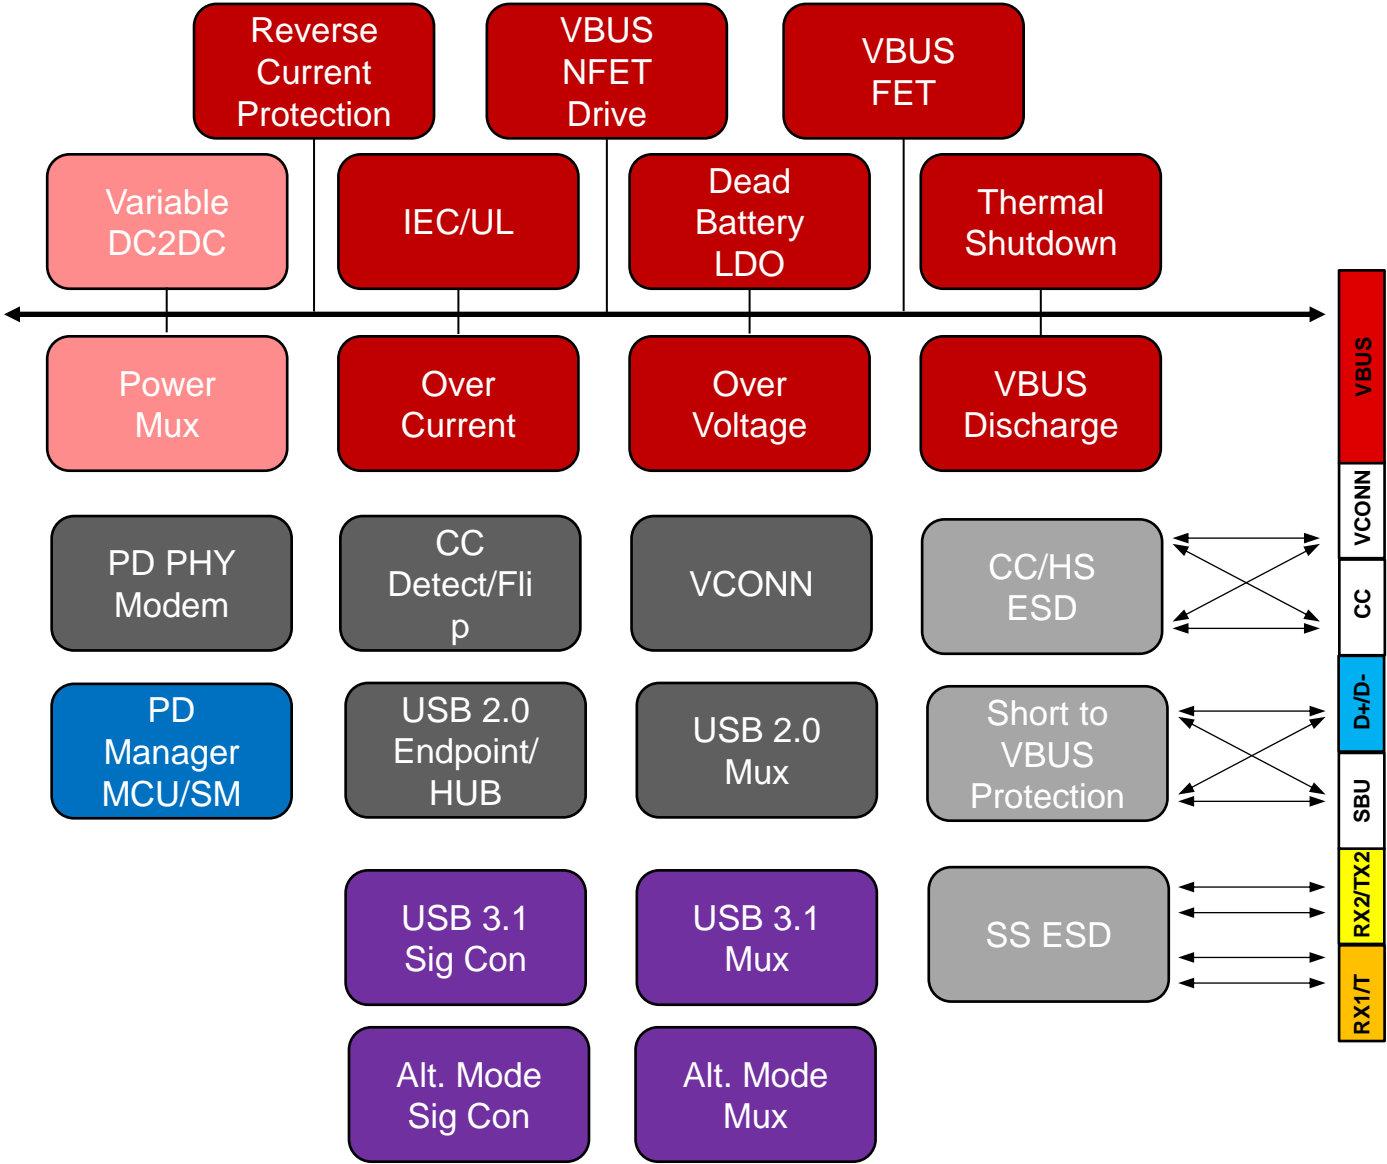 Reverse
Current
Protection
VBUS
NFET
Drive
VBUS
FET
Variable
DC2DC
IEC/UL
Dead
Battery
LDO
Thermal
Shutdown
Power
Mux
Over
Current
Over
Voltage
VBUS
Discharge
PD PHY
Modem
CC
Detect/Fli
p
VCONN
CC/HS
ESD
PD
Manager
MCU/SM
USB 2.0
Endpoint/
HUB
USB 2.0
Mux
Short to
VBUS
Protection
USB 3.1
Sig Con
USB 3.1
Mux
SS ESD
Alt. Mode
Sig Con
Alt. Mode
Mux
VBUS
VCONN
CC
D+/D-
SBU
RX2/TX2
RX1/T